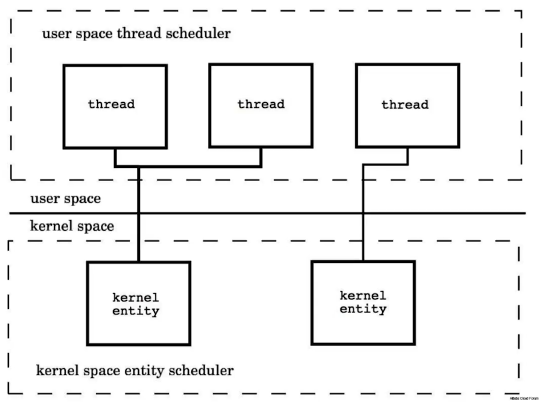 user space thread scheduler
thread
thread
thread
user space
kernel space
kernel
entity
kernel
entity
kernel space entity scheduler